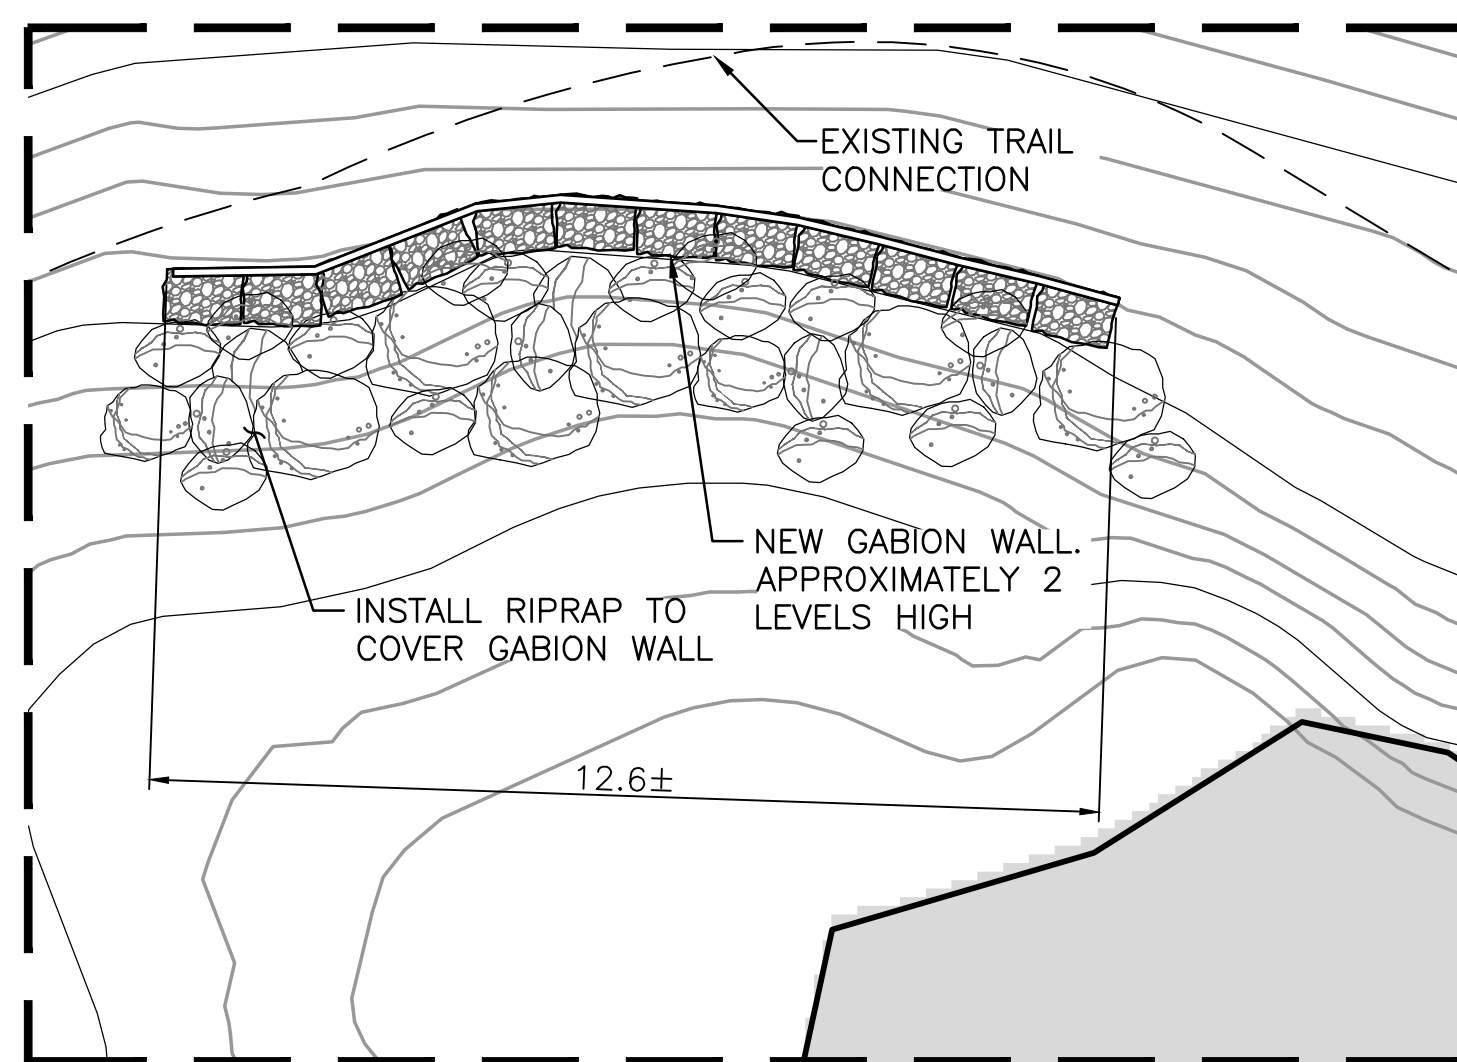 EXISTING TRAIL
CONNECTION
NEW GABION WALL.
APPROXIMATELY 2
LEVELS HIGH
INSTALL RIPRAP TO
COVER GABION WALL
12.6±